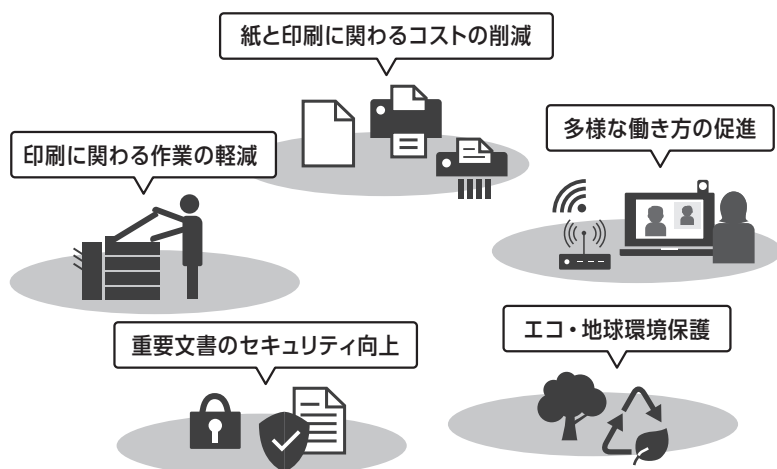 紙と印刷に関わるコストの削減
多様な働き方の促進
印刷に関わる作業の軽減
重要文書のセキュリティ向上
エコ・地球環境保護